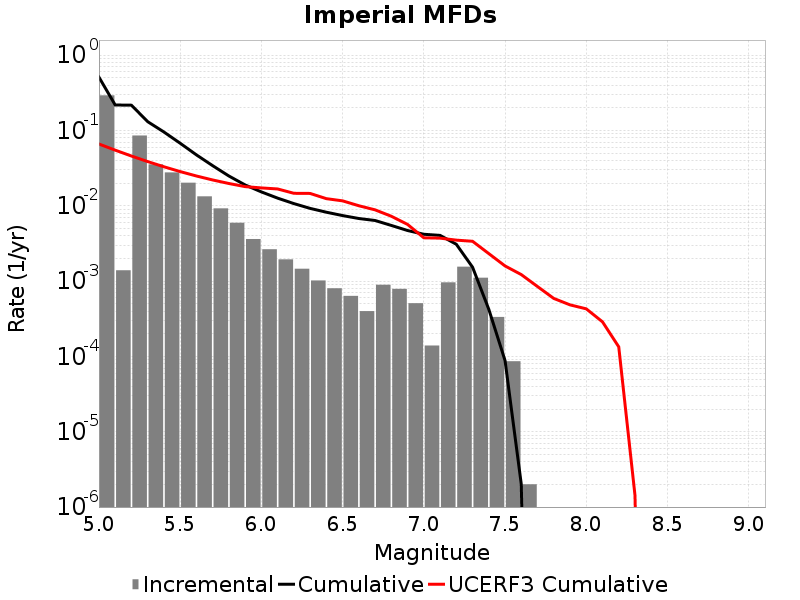 Imperial MFDs
10^0
10^-1
10^-2
10^-3
10^-4
10^-5
10^-6
Rate (1/yr)
5.0 5.5 6.0 6.5 7.0 7.5 8.0 8.5 9.0
Magnitude
Incremental Cumulative UCERF3 Cumulative